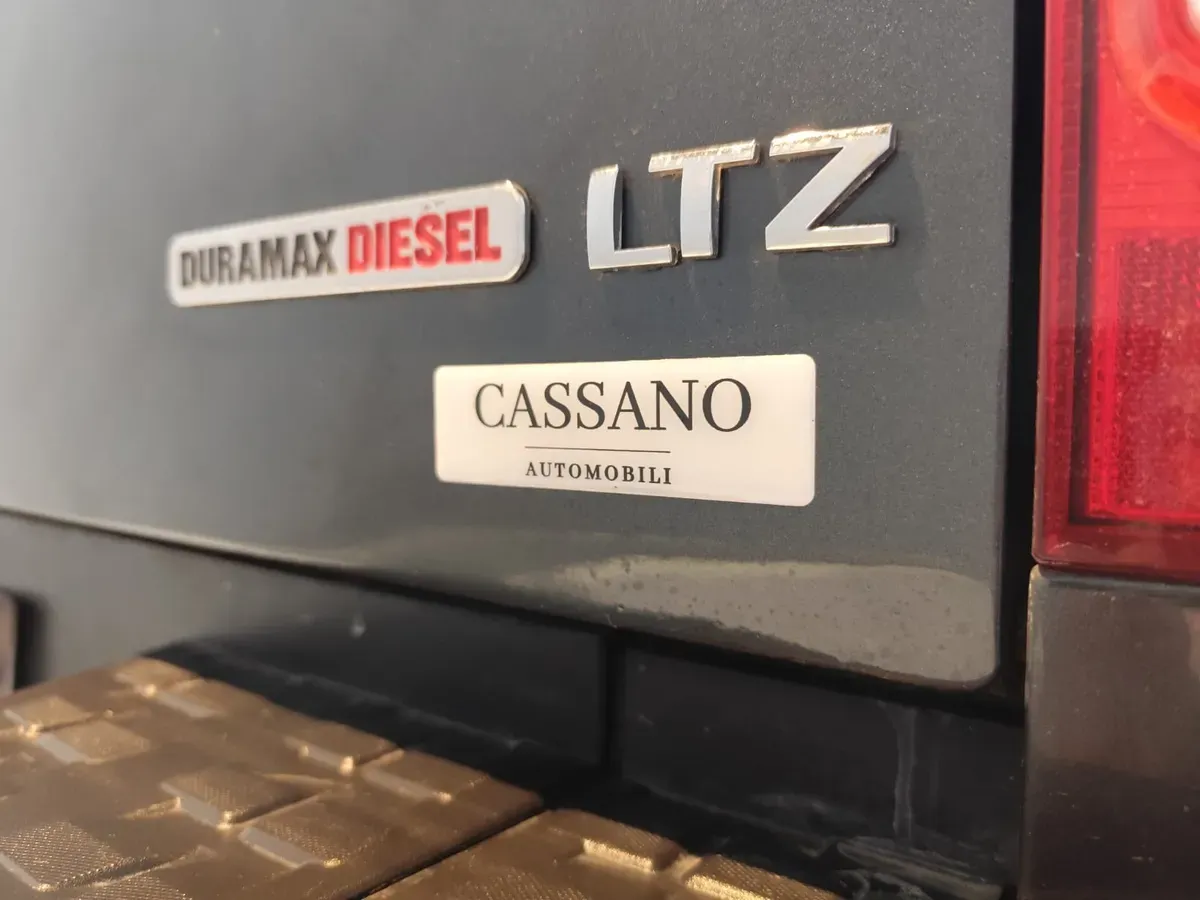 DURAMAX DIESEL
LTZ
CASSANO
AUTOMOBILI